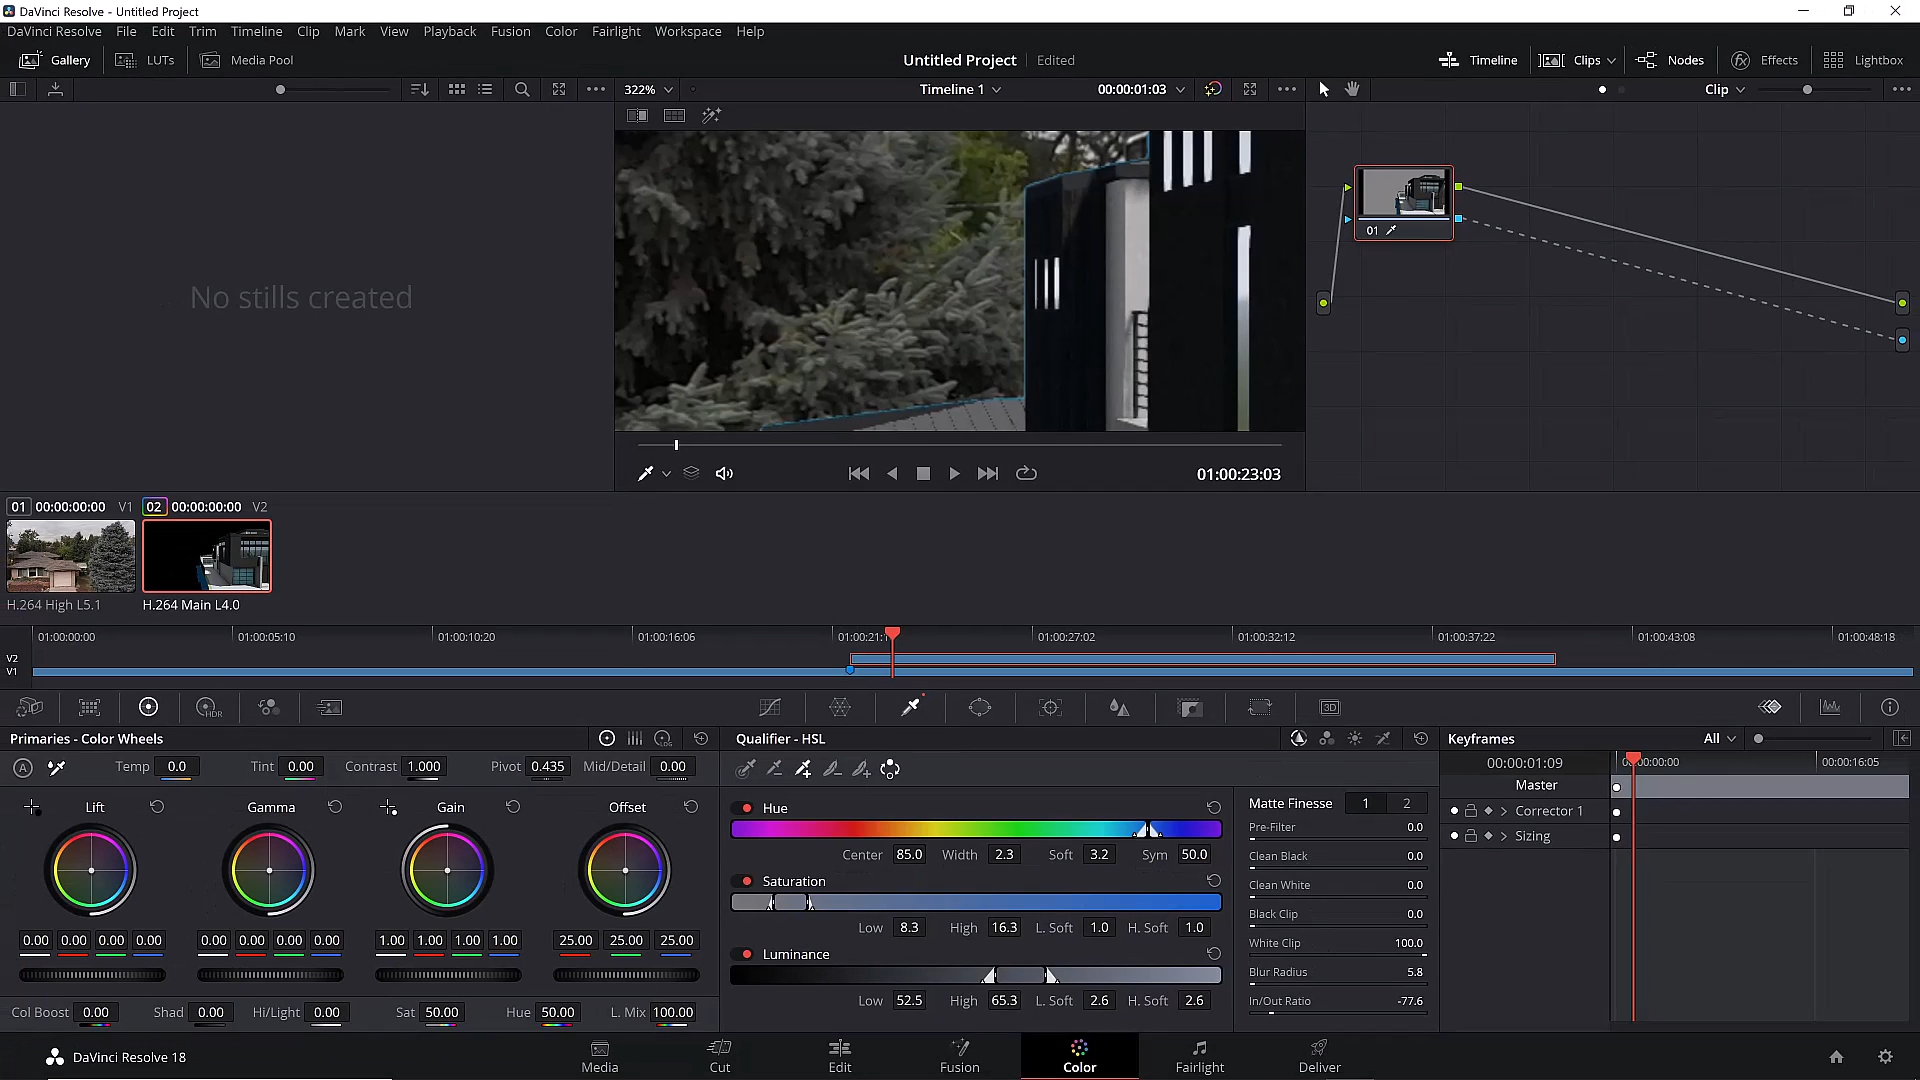 DaVinci Resolve - Untitled Project
DaVinci Resolve File Edit Trim Timeline Clip Mark View Playback Fusion Color Fairlight Workspace Help
Gallery LUTs Media Pool Untitled Project Edited Timeline Clips Nodes Effects Lightbox
322% Timeline 1 00:00:01:03 Clip
No stills created
01
01:00:23:03
01 00:00:00:00 V1 02 00:00:00:00 V2
H.264 High L5.1 H.264 Main L4.0
01:00:00:00 01:00:05:10 01:00:10:20 01:00:16:06 01:00:21:1 01:00:27:02 01:00:32:12 01:00:37:22 01:00:43:08 01:00:48:18
V2
V1
HDR 3D
Primaries - Color Wheels LOG Qualifier - HSL Keyframes All
A Temp 0.0 Tint 0.00 Contrast 1.000 Pivot 0.435 Mid/Detail 0.00
00:00:01:09 00:00:00 00:00:16:05
Master
Lift Gamma Gain Offset
Hue
Center 85.0 Width 2.3 Soft 3.2 Sym 50.0
Saturation
Low 8.3 High 16.3 L. Soft 1.0 H. Soft 1.0
Luminance
Low 52.5 High 65.3 L. Soft 2.6 H. Soft 2.6
Matte Finesse 1 2
Pre-Filter 0.0
Clean Black 0.0
Clean White 0.0
Black Clip 0.0
White Clip 100.0
Blur Radius 5.8
In/Out Ratio -77.6
Corrector 1
Sizing
0.00 0.00 0.00 0.00 0.00 0.00 0.00 0.00 1.00 1.00 1.00 1.00 25.00 25.00 25.00
Col Boost 0.00 Shad 0.00 Hi/Light 0.00 Sat 50.00 Hue 50.00 L. Mix 100.00
DaVinci Resolve 18 Media Cut Edit Fusion Color Fairlight Deliver